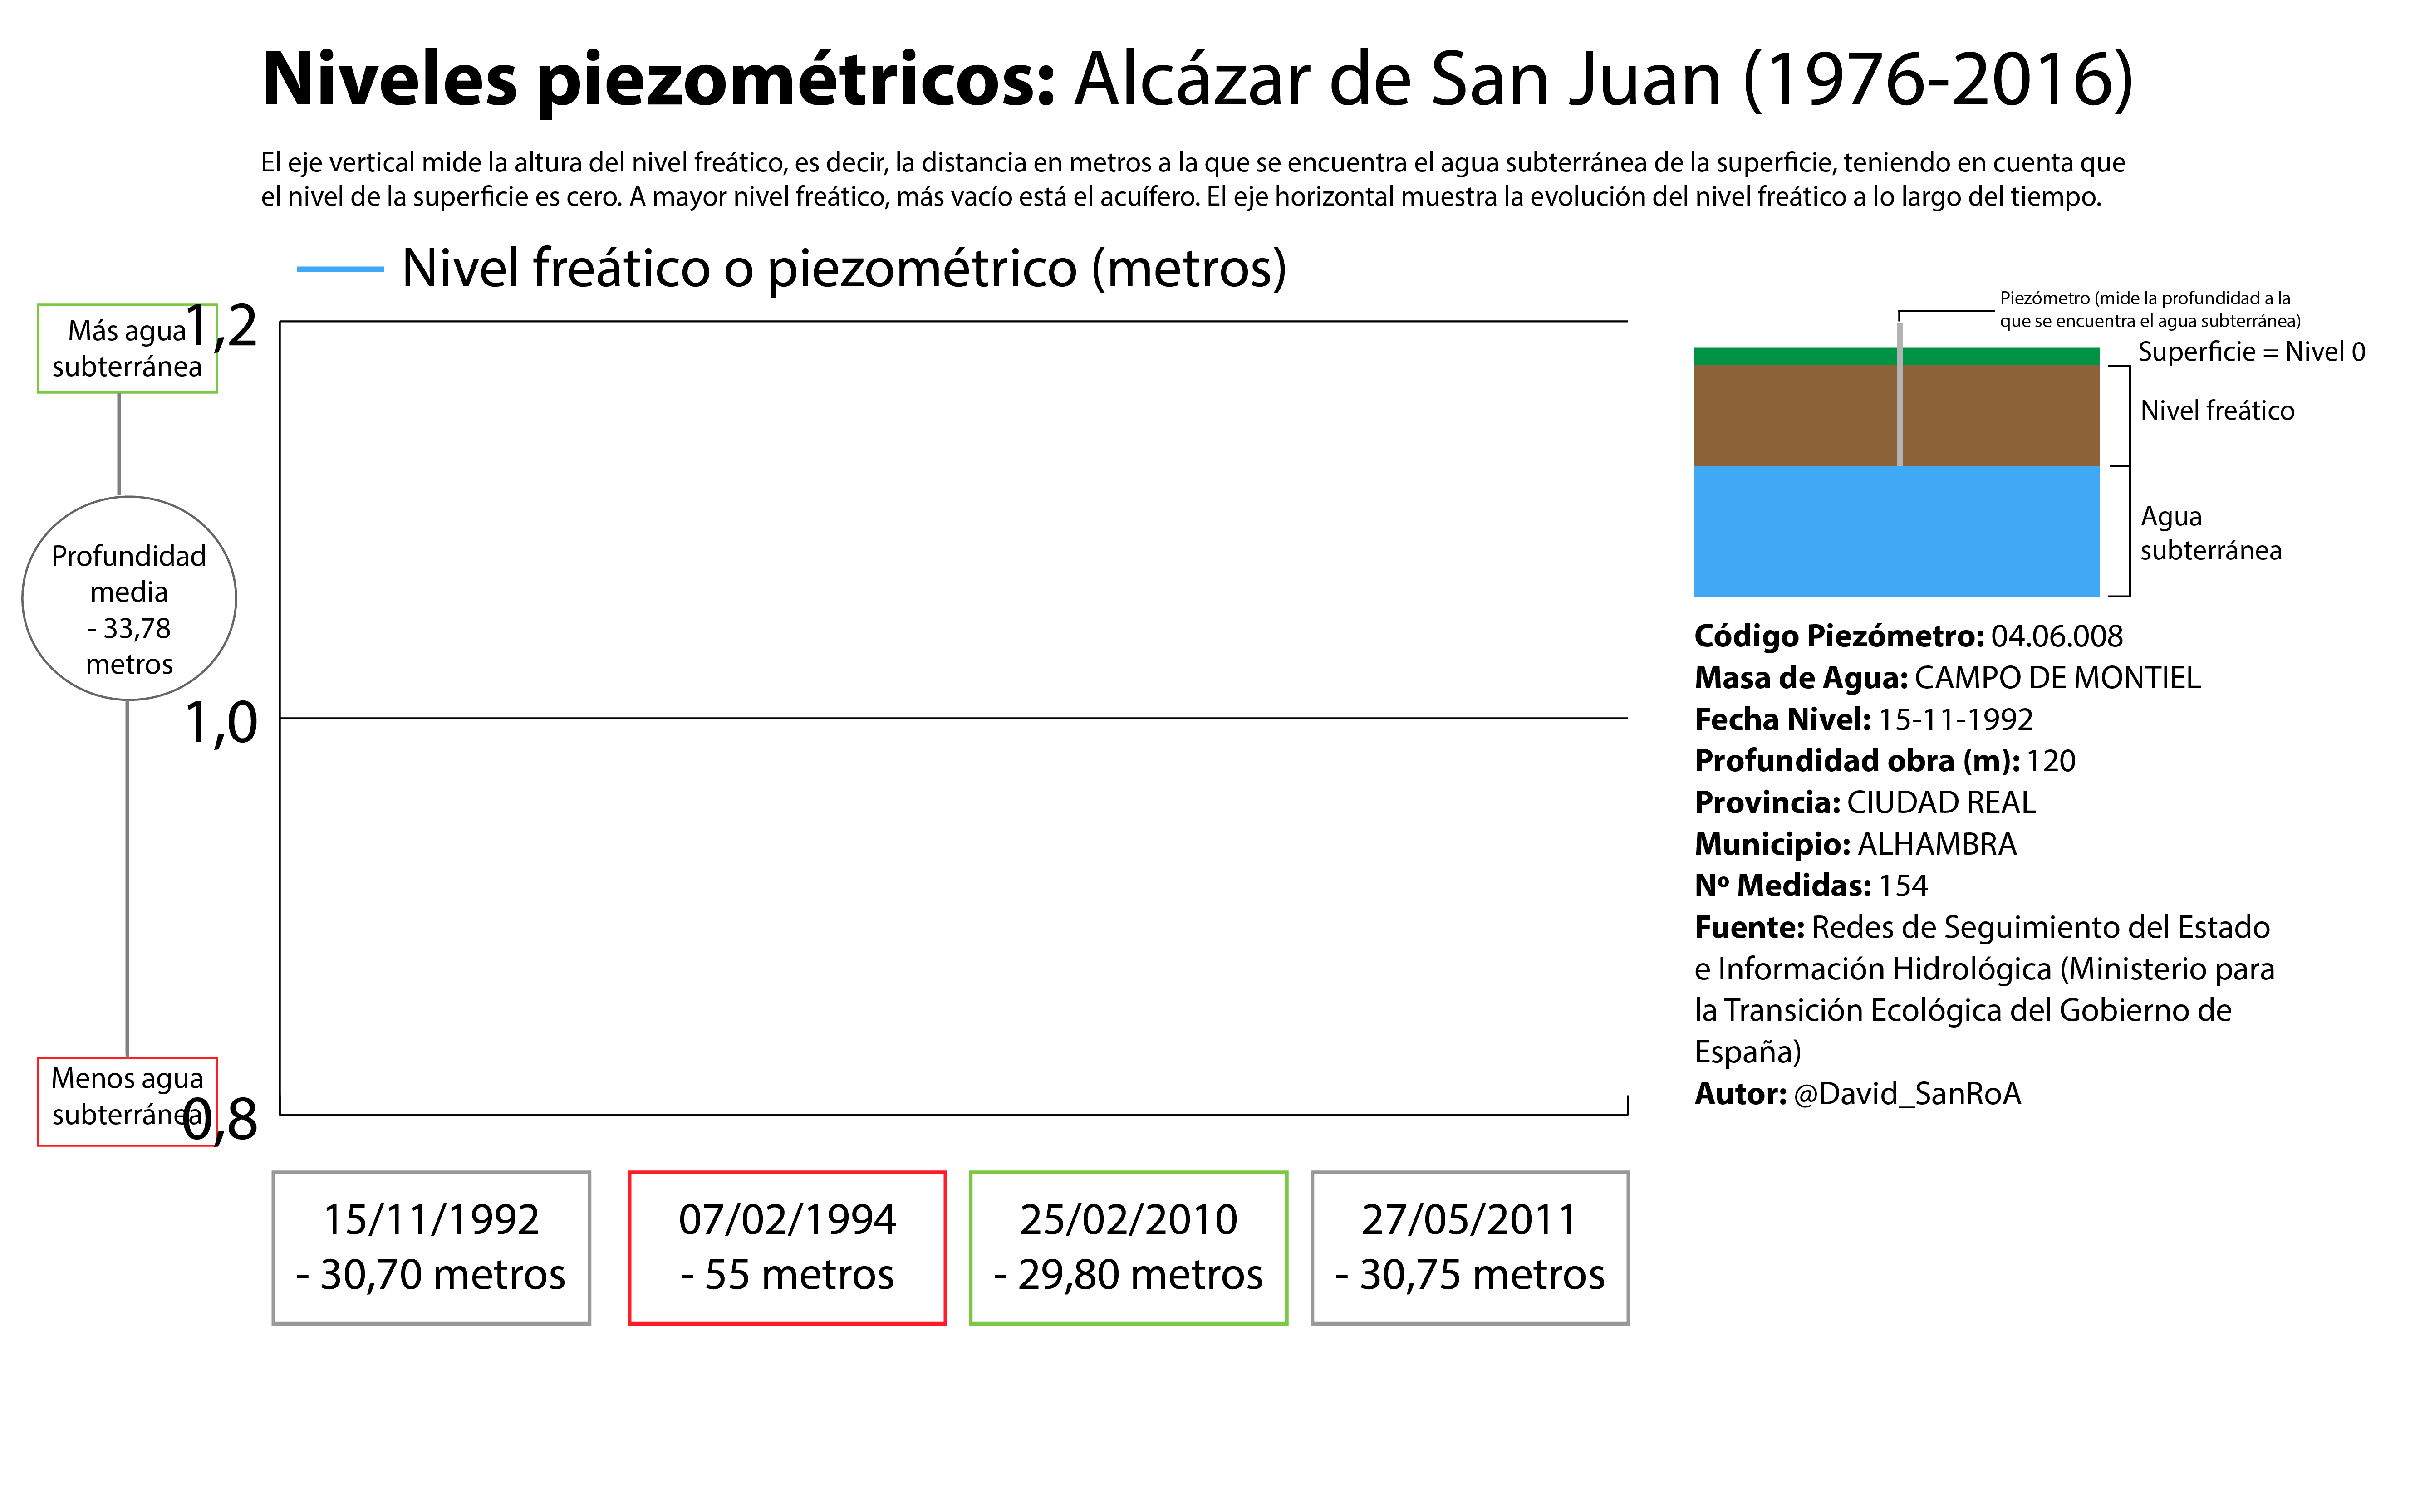 Niveles piezométricos: Alcázar de San Juan (1976-2016)
El eje vertical mide la altura del nivel freático, es decir, la distancia en metros a la que se encuentra el agua subterránea de la superficie, teniendo en cuenta que
el nivel de la superficie es cero. A mayor nivel freático, más vacío está el acuífero. El eje horizontal muestra la evolución del nivel freático a lo largo del tiempo.
Nivel freático o piezométrico (metros)
Más agua
subterránea
1,2
Profundidad
media
- 33,78
metros
1,0
Menos agua
subterránea
0,8
15/11/1992
- 30,70 metros
07/02/1994
- 55 metros
25/02/2010
- 29,80 metros
27/05/2011
- 30,75 metros
Piezómetro (mide la profundidad a la
que se encuentra el agua subterránea)
Superficie = Nivel 0
Nivel freático
Agua
subterránea
Código Piezómetro: 04.06.008
Masa de Agua: CAMPO DE MONTIEL
Fecha Nivel: 15-11-1992
Profundidad obra (m): 120
Provincia: CIUDAD REAL
Municipio: ALHAMBRA
Nº Medidas: 154
Fuente: Redes de Seguimiento del Estado
e Información Hidrológica (Ministerio para
la Transición Ecológica del Gobierno de
España)
Autor: @David_SanRoA